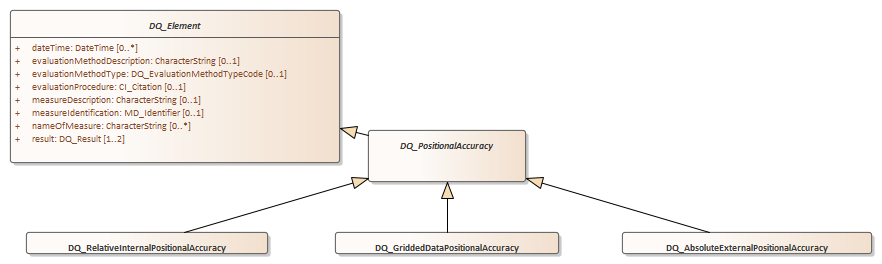 DQ_Element
+ dateTime: DateTime [0..*]
+ evaluationMethodDescription: CharacterString [0..1]
+ evaluationMethodType: DQ_EvaluationMethodTypeCode [0..1]
+ evaluationProcedure: CI_Citation [0..1]
+ measureDescription: CharacterString [0..1]
+ measureIdentification: MD_Identifier [0..1]
+ nameOfMeasure: CharacterString [0..*]
+ result: DQ_Result [1..2]
DQ_PositionalAccuracy
DQ_RelativeInternalPositionalAccuracy
DQ_GriddedDataPositionalAccuracy
DQ_AbsoluteExternalPositionalAccuracy